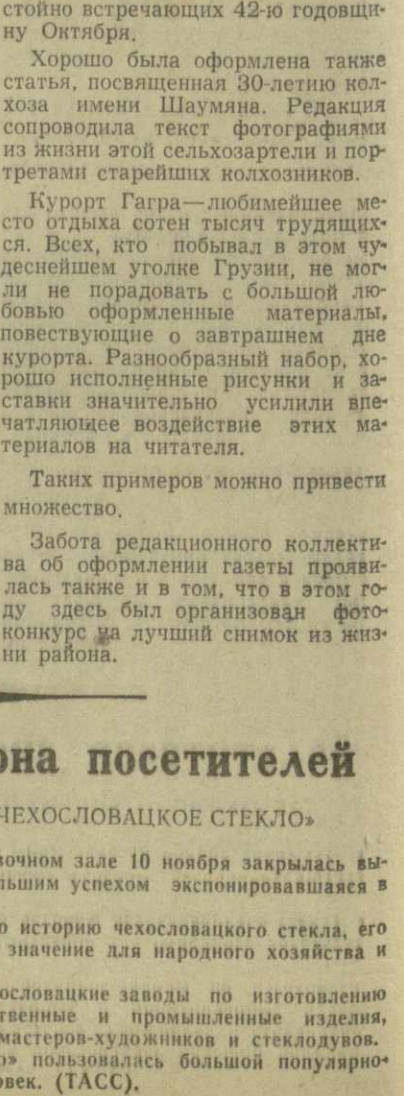 стойно встречающих 42-ю годовщи-
ну Октября.
Хорошо была оформлена также
статья, посвященная 30-летию кол-
хоза имени Шаумяна. Редакция
сопроводила текст фотографиями
из жизни этой сельхозартели и пор-
третами старейших колхозников.
Курорт Гагра—любимейшее ме-
сто отдыха сотен тысяч трудящих-
ся. Всех, кто побывал в этом чу-
деснейшем уголке Грузии, не мог-
ли не порадовать с большой лю-
бовью оформленные материалы,
повествующие о завтрашнем дне
курорта. Разнообразный набор, хо-
рошо исполненные рисунки и за-
ставки значительно усилили впе-
чатляющее воздействие этих ма-
териалов на читателя.
Таких примеров можно привести
множество.
Забота редакционного коллекти-
ва об оформлении газеты прояви-
лась также и в том, что в этом го-
ду здесь был организован фото-
конкурс на лучший снимок из жиз-
ни района.
она посетителей
ЧЕХОСЛОВАЦКОЕ СТЕКЛО»
вочном зале 10 ноября закрылась вы-
льшим успехом экспонировавшаяся в
ю историю чехословацкого стекла, его
значение для народного хозяйства и
ословацкие заводы по изготовлению
твенные и промышленные изделия,
мастеров-художников и стеклодувов.
о» пользовалась большой популярно-
овек. (ТАСС).